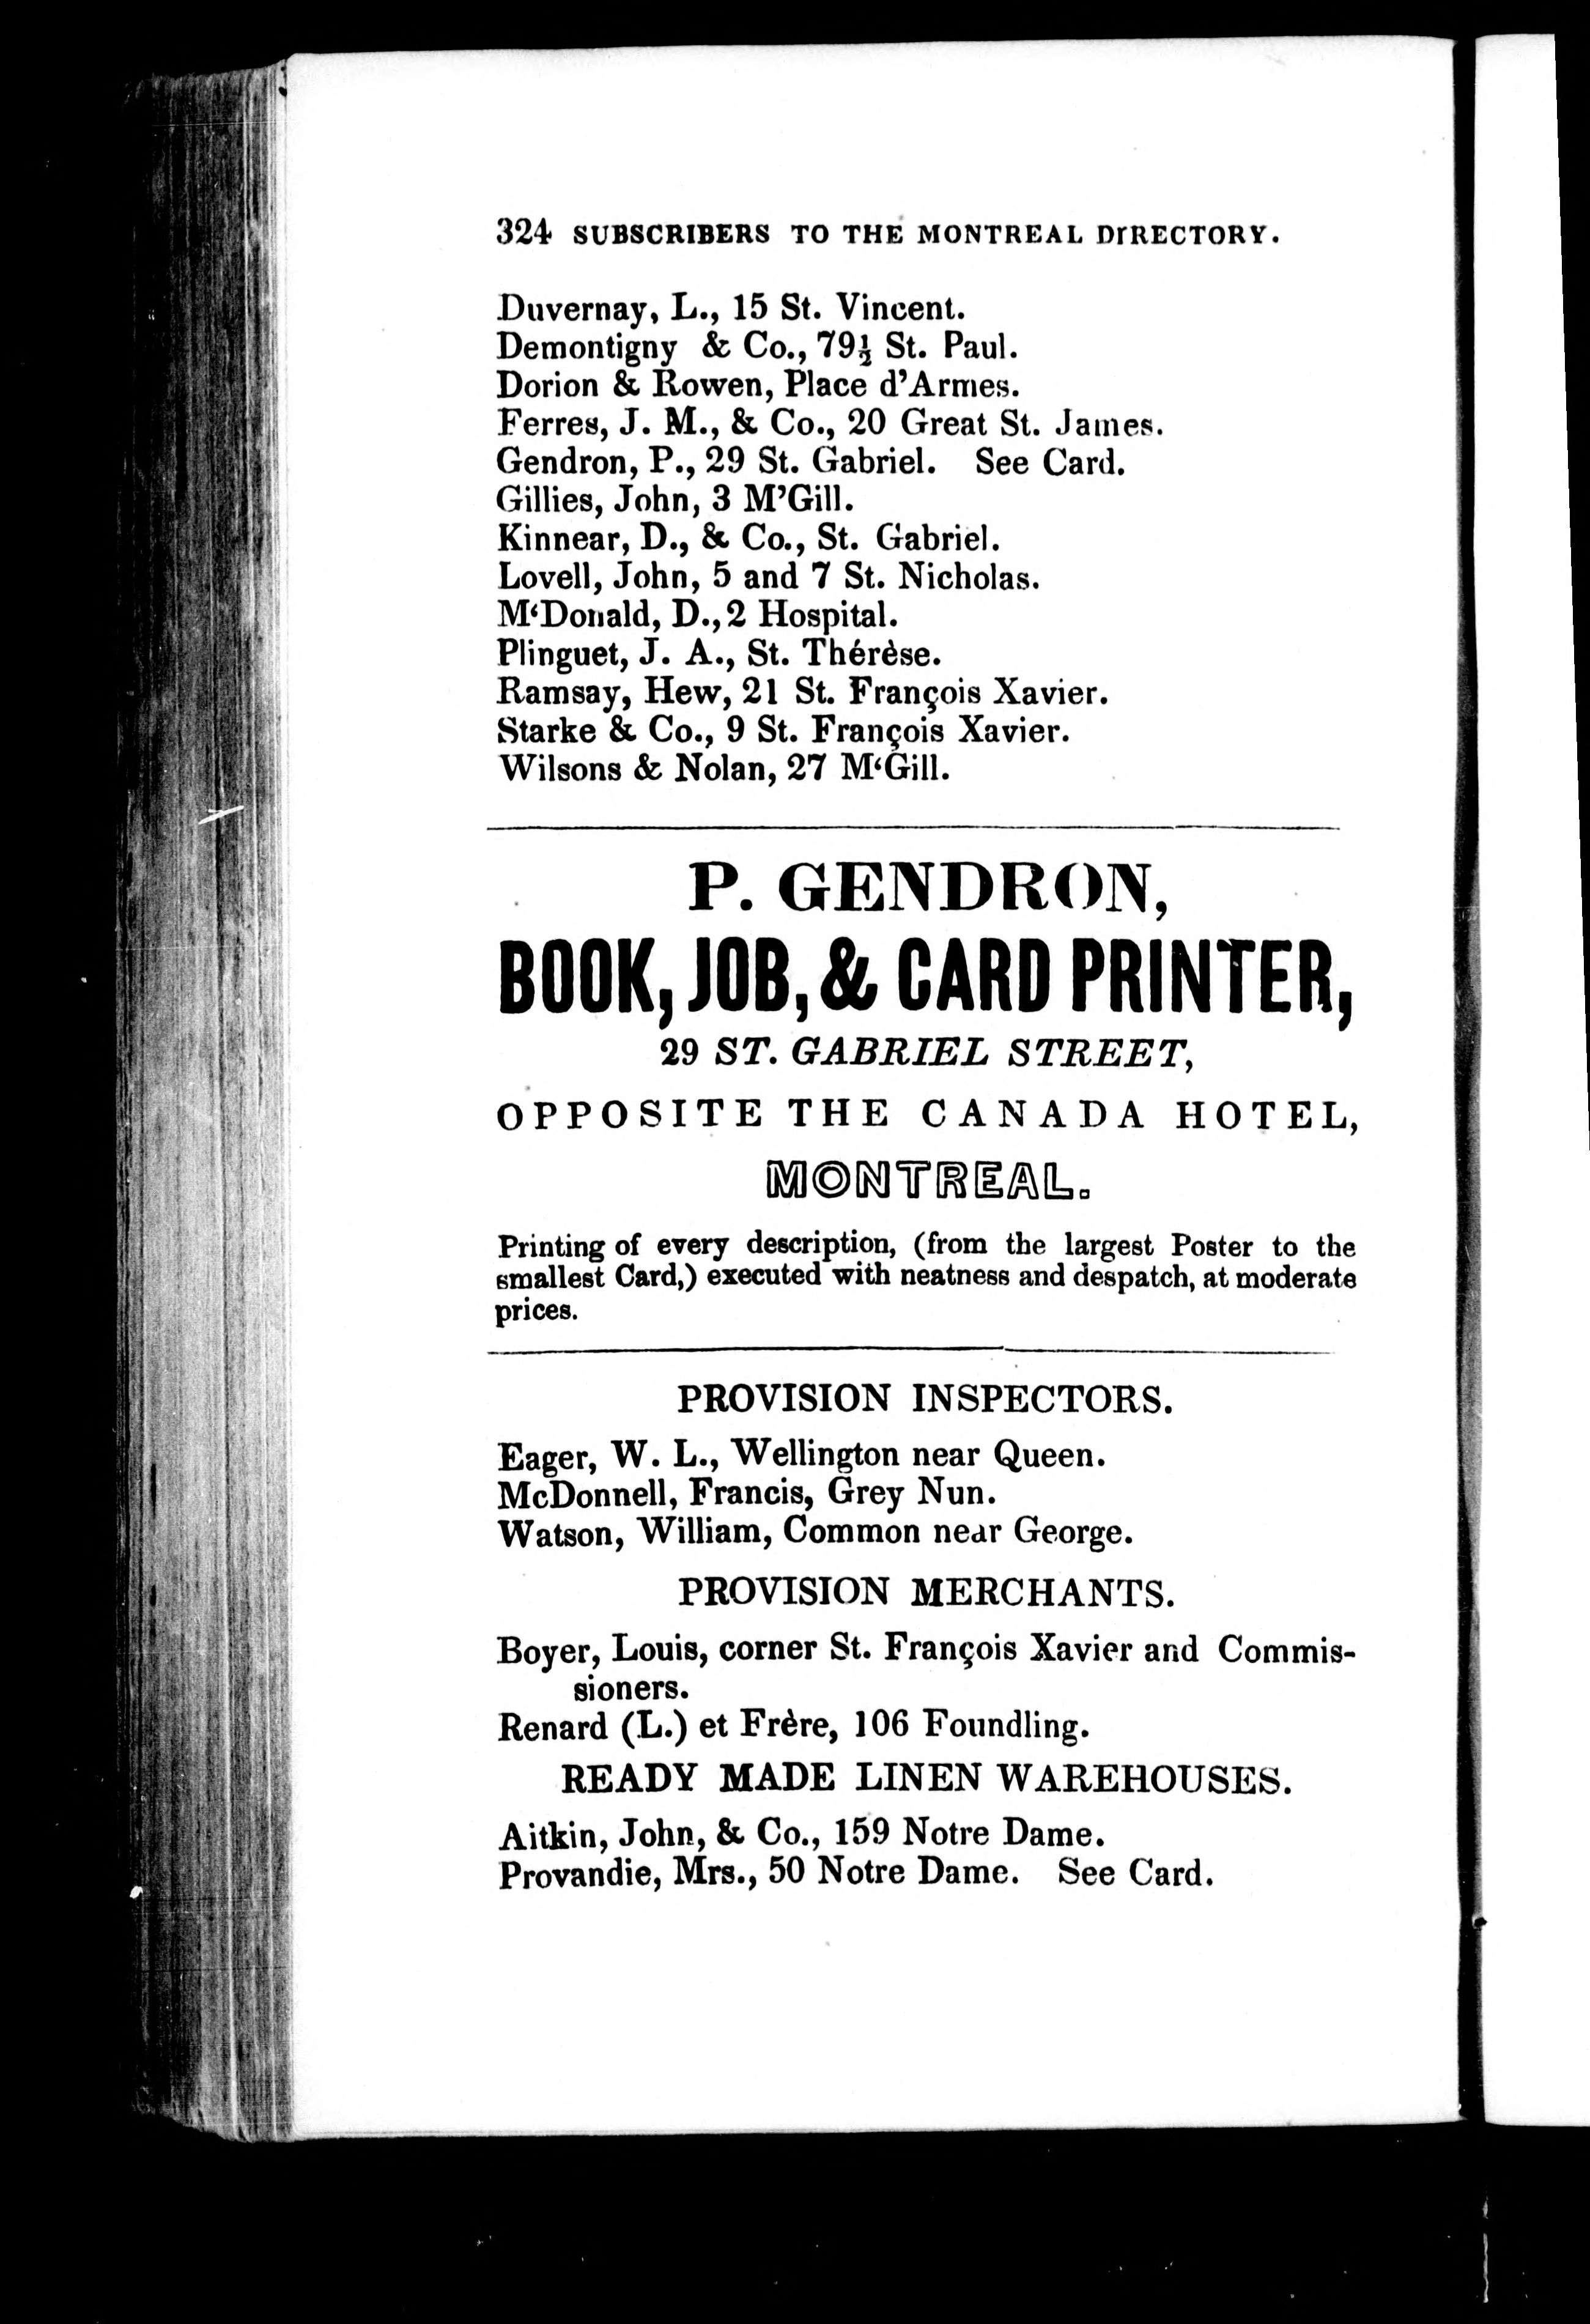 324 SUBSCRIBERS TO THE MONTREAL DIRECTORY.
Duvernay, L., 15 St. Vincent.
Demontigny & Co., 79½ St. Paul.
Dorion & Rowen, Place d'Armes.
Ferres, J. M., & Co., 20 Great St. James.
Gendron, P., 29 St. Gabriel. See Card.
Gillies, John, 3 M'Gill.
Kinnear, D., & Co., St. Gabriel.
Lovell, John, 5 and 7 St. Nicholas.
M‘Donald, D., 2 Hospital.
Plinguet, J. A., St. Thérèse.
Ramsay, Hew, 21 St. François Xavier.
Starke & Co., 9 St. François Xavier.
Wilsons & Nolan, 27 M‘Gill.
P. GENDRON,
BOOK, JOB, & CARD PRINTER,
29 ST. GABRIEL STREET,
OPPOSITE THE CANADA HOTEL,
MONTREAL.
Printing of every description, (from the largest Poster to the
smallest Card,) executed with neatness and despatch, at moderate
prices.
PROVISION INSPECTORS.
Eager, W. L., Wellington near Queen.
McDonnell, Francis, Grey Nun.
Watson, William, Common near George.
PROVISION MERCHANTS.
Boyer, Louis, corner St. François Xavier and Commis-
sioners.
Renard (L.) et Frère, 106 Foundling.
READY MADE LINEN WAREHOUSES.
Aitkin, John, & Co., 159 Notre Dame.
Provandie, Mrs., 50 Notre Dame. See Card.